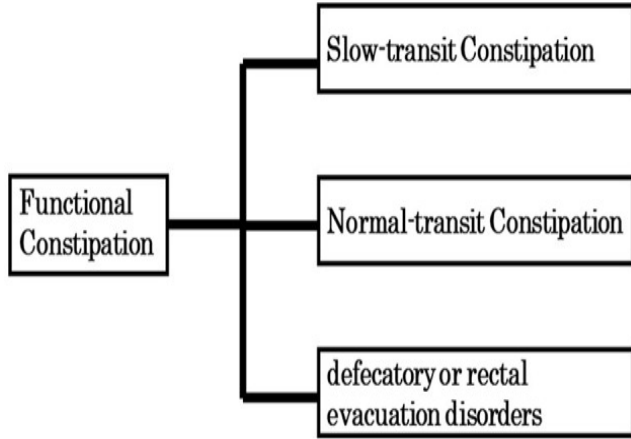 Slow-transit Constipation
Functional
Constipation
Normal-transit Constipation
defecatory or rectal
evacuation disorders